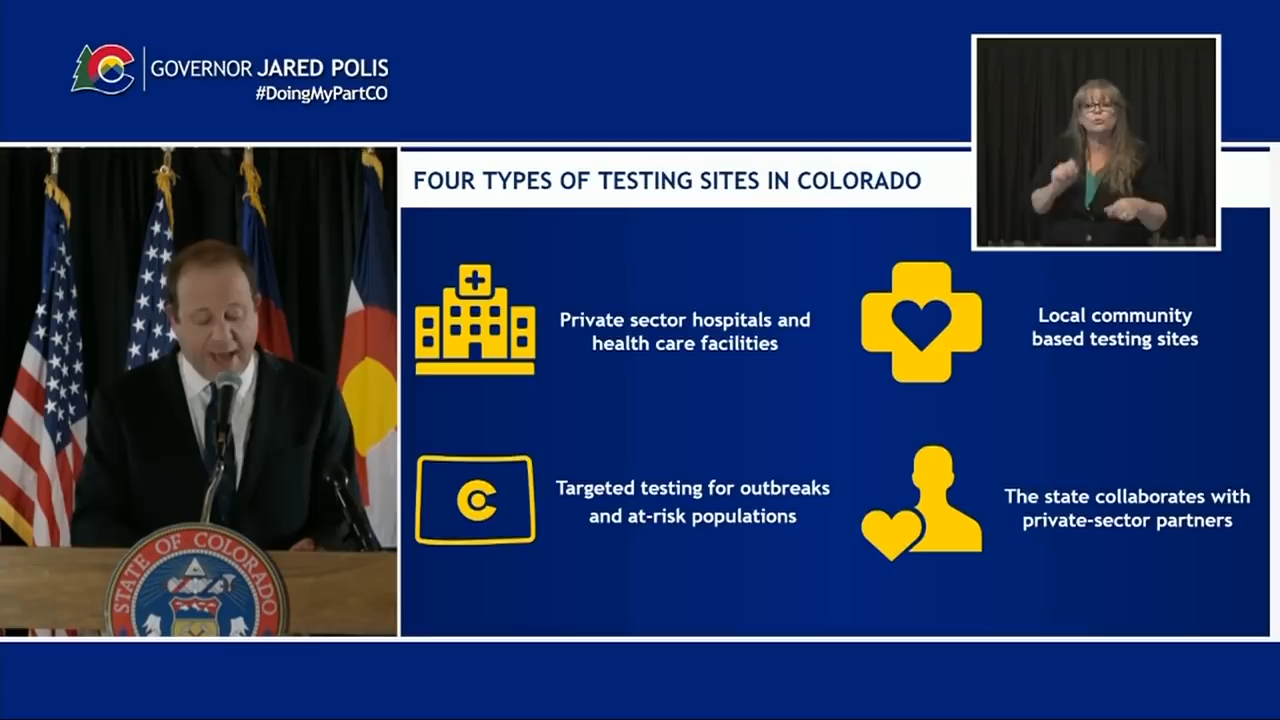 GOVERNOR JARED POLIS
#DoingMyPartCO
FOUR TYPES OF TESTING SITES IN COLORADO
Private sector hospitals and
health care facilities
Local community
based testing sites
Targeted testing for outbreaks
and at-risk populations
The state collaborates with
private-sector partners
STATE OF COLORADO